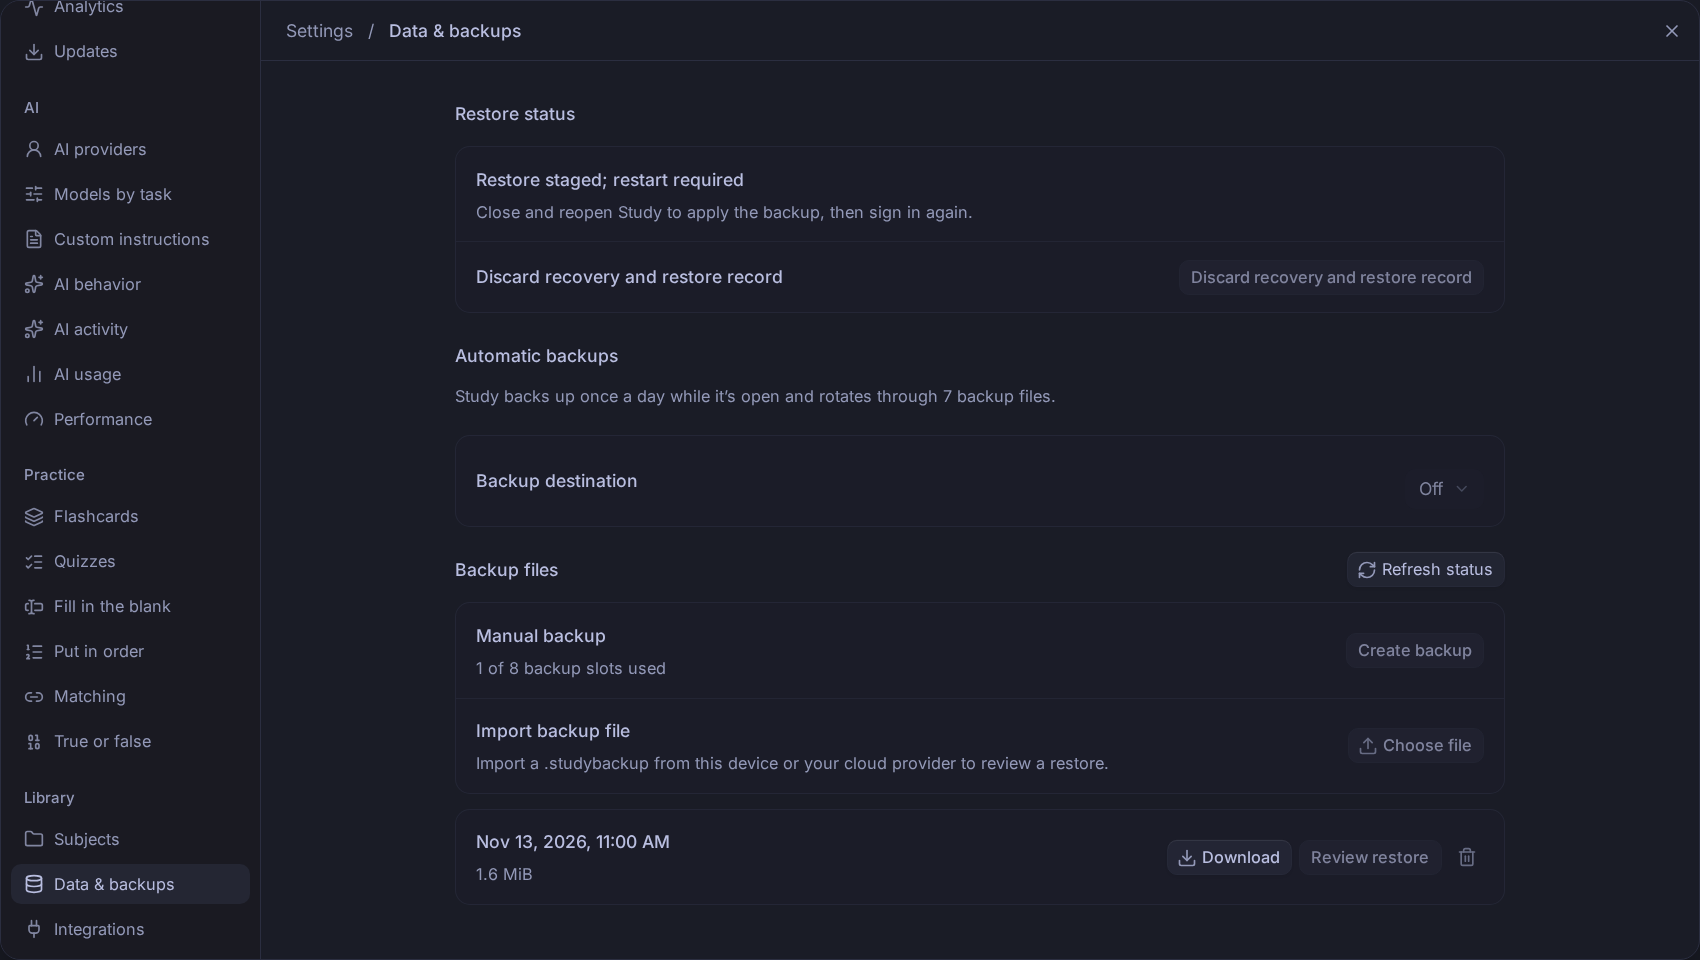 Analytics
Updates
AI
AI providers
Models by task
Custom instructions
AI behavior
AI activity
AI usage
Performance
Practice
Flashcards
Quizzes
Fill in the blank
Put in order
Matching
True or false
Library
Subjects
Data & backups
Integrations
Settings / Data & backups
Restore status
Restore staged; restart required
Close and reopen Study to apply the backup, then sign in again.
Discard recovery and restore record
Discard recovery and restore record
Automatic backups
Study backs up once a day while it’s open and rotates through 7 backup files.
Backup destination
Off
Backup files
Refresh status
Manual backup
1 of 8 backup slots used
Create backup
Import backup file
Import a .studybackup from this device or your cloud provider to review a restore.
Choose file
Nov 13, 2026, 11:00 AM
1.6 MiB
Download
Review restore